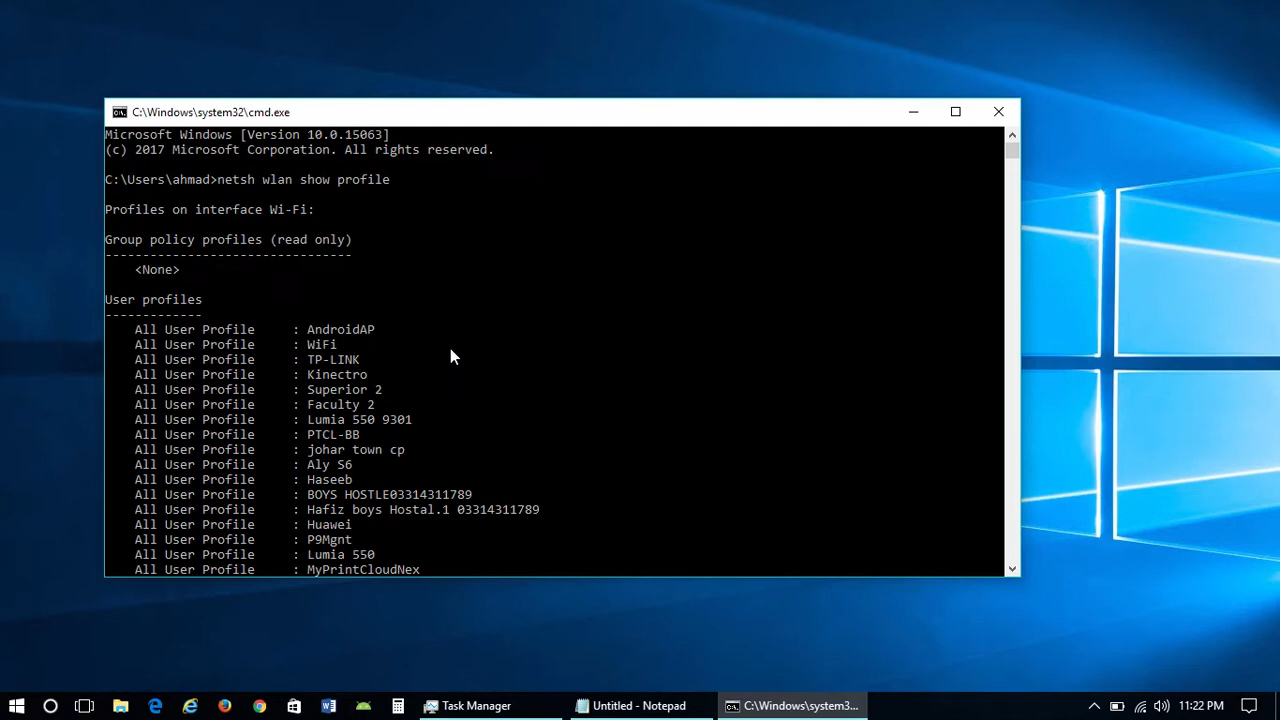 C:\Windows\system32\cmd.exe
Microsoft Windows [Version 10.0.15063]
(c) 2017 Microsoft Corporation. All rights reserved.
C:\Users\ahmad>netsh wlan show profile
Profiles on interface Wi-Fi:
Group policy profiles (read only)
---------------------------------
<None>
User profiles
-------------
All User Profile     : AndroidAP
All User Profile     : WiFi
All User Profile     : TP-LINK
All User Profile     : Kinectro
All User Profile     : Superior 2
All User Profile     : Faculty 2
All User Profile     : Lumia 550 9301
All User Profile     : PTCL-BB
All User Profile     : johar town cp
All User Profile     : Aly S6
All User Profile     : Haseeb
All User Profile     : BOYS HOSTLE03314311789
All User Profile     : Hafiz boys Hostal.1 03314311789
All User Profile     : Huawei
All User Profile     : P9Mgnt
All User Profile     : Lumia 550
All User Profile     : MyPrintCloudNex
Task Manager
Untitled - Notepad
C:\Windows\system3...
11:22 PM